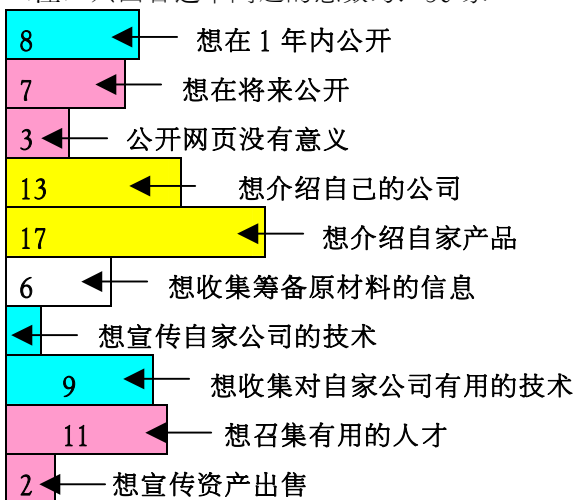 8 想在1年内公开
7 想在将来公开
3 公开网页没有意义
13 想介绍自己的公司
17 想介绍自家产品
6 想收集筹备原材料的信息
想宣传自家公司的技术
9 想收集对自家公司有用的技术
11 想召集有用的人才
2 想宣传资产出售